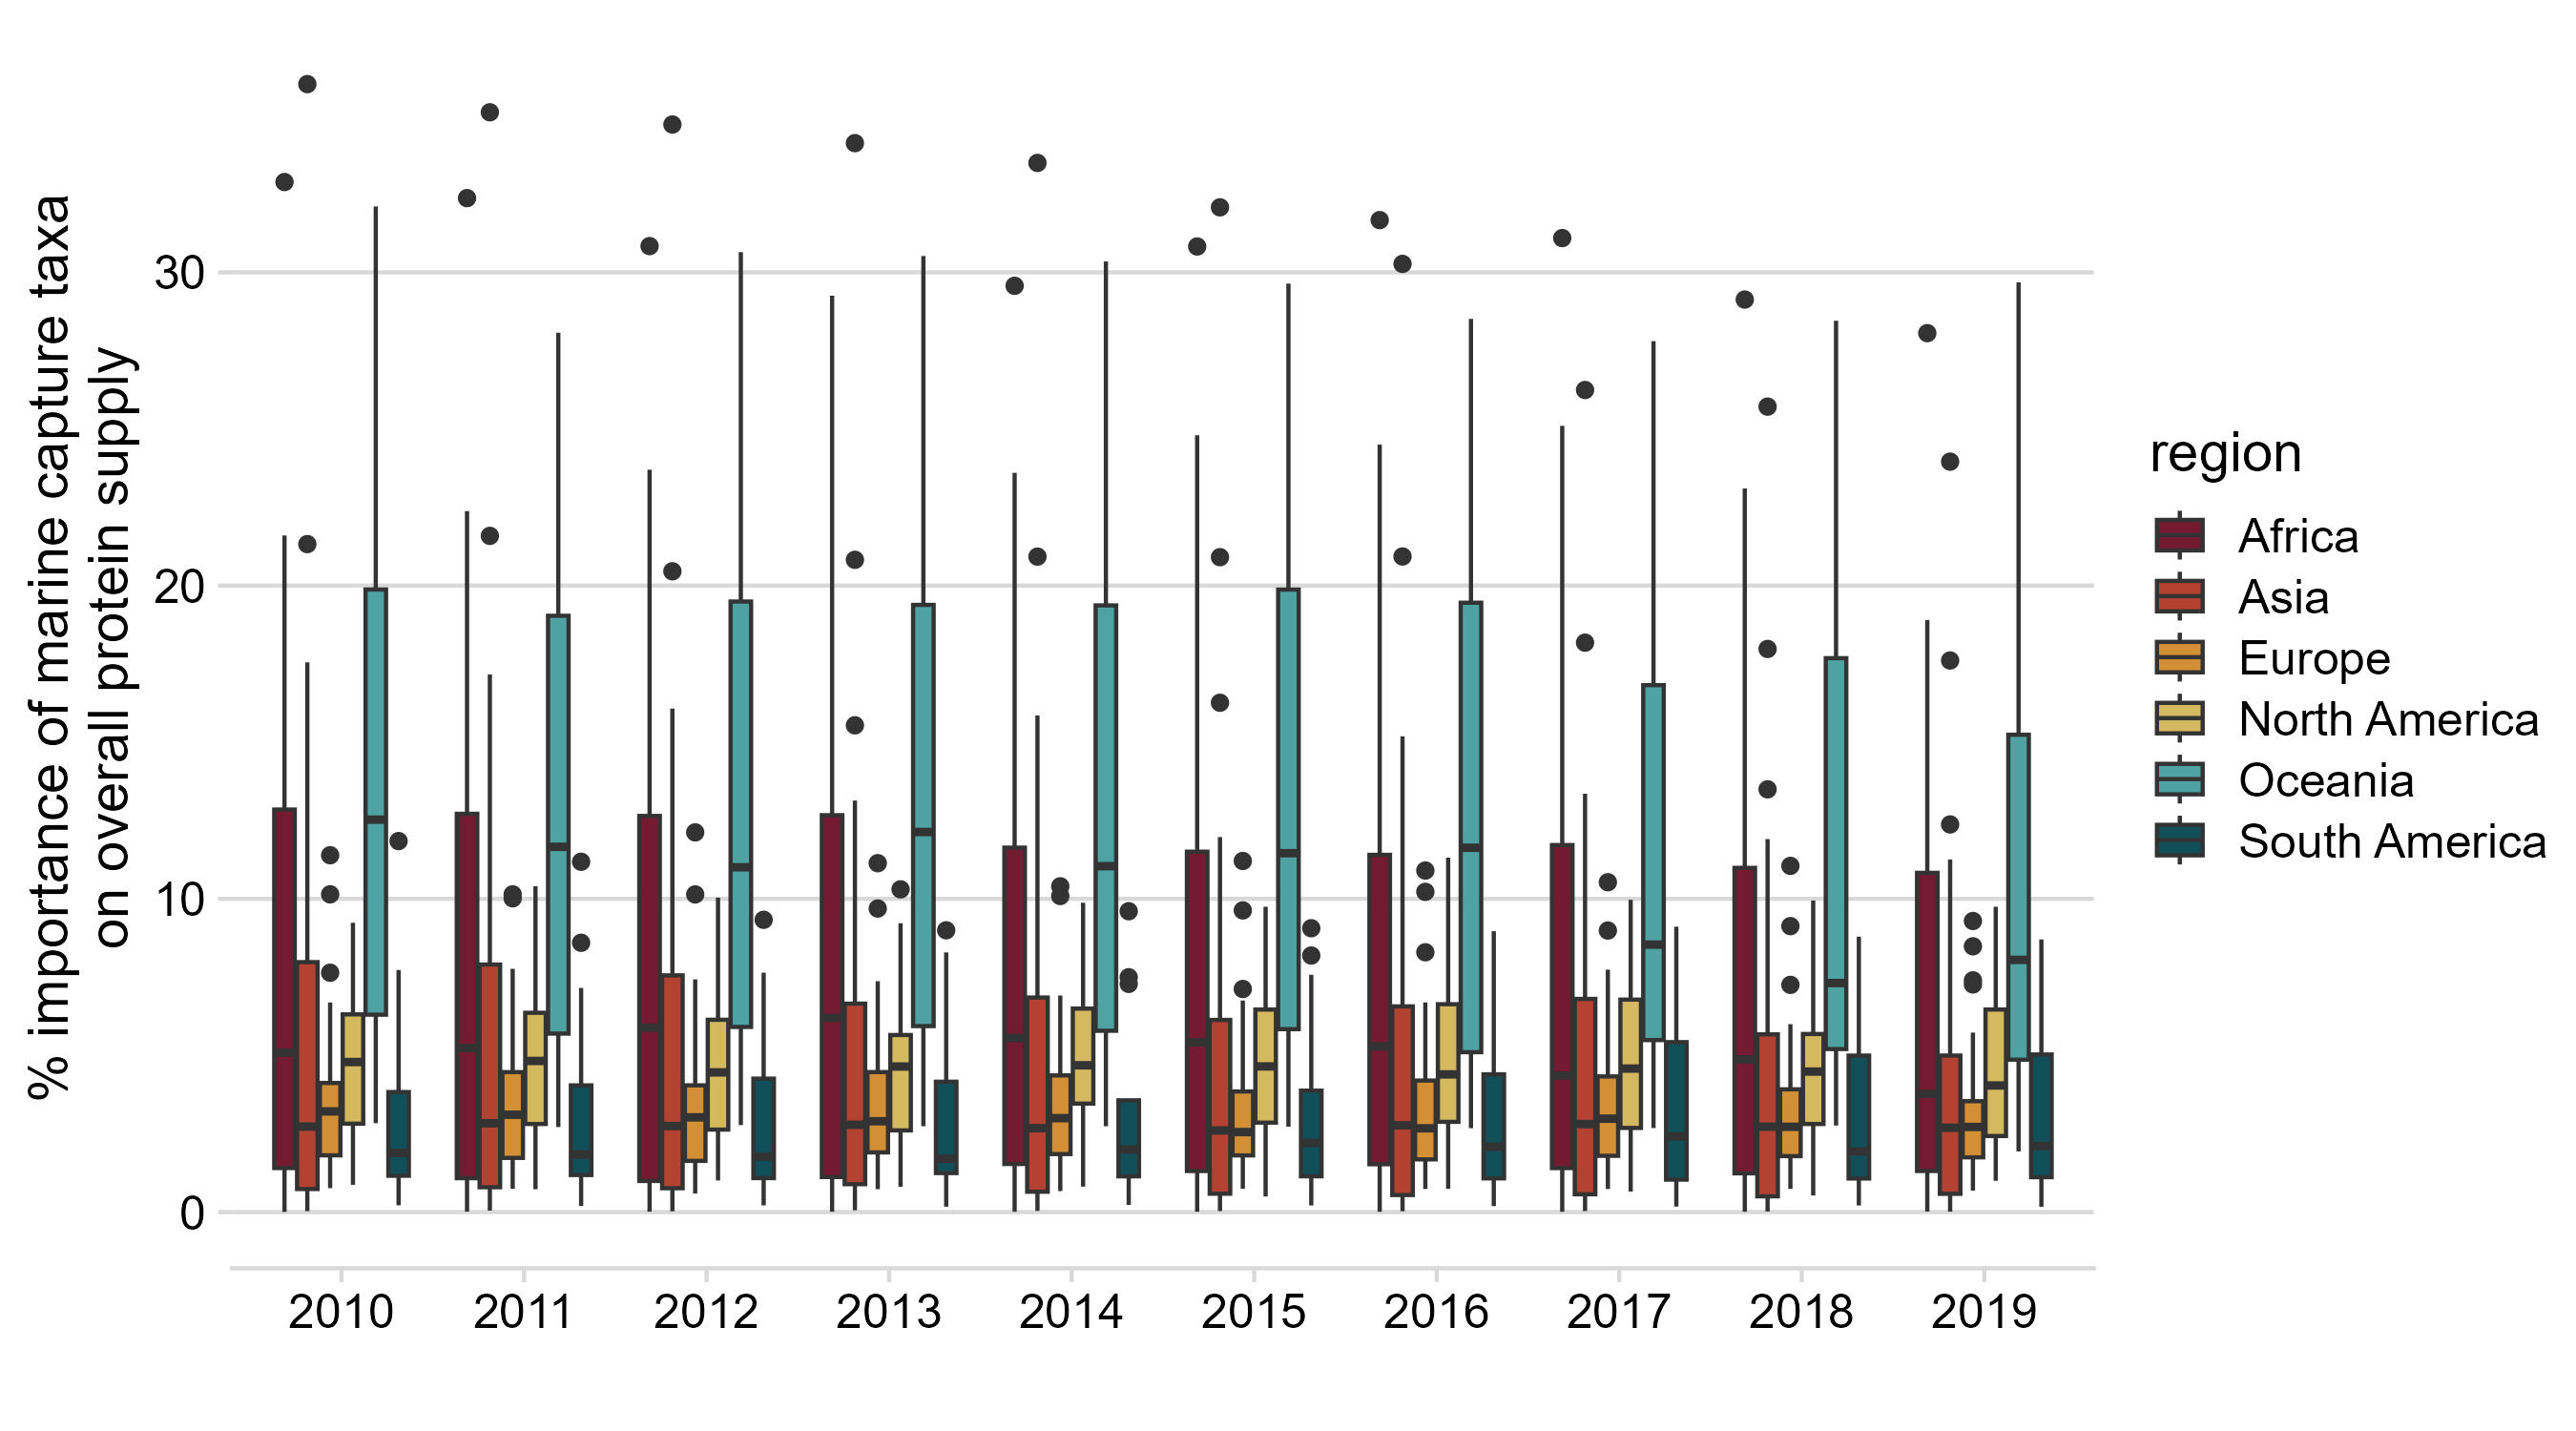 % importance of marine capture taxa
on overall protein supply
30
20
10
0
2010 2011 2012 2013 2014 2015 2016 2017 2018 2019
region
Africa
Asia
Europe
North America
Oceania
South America